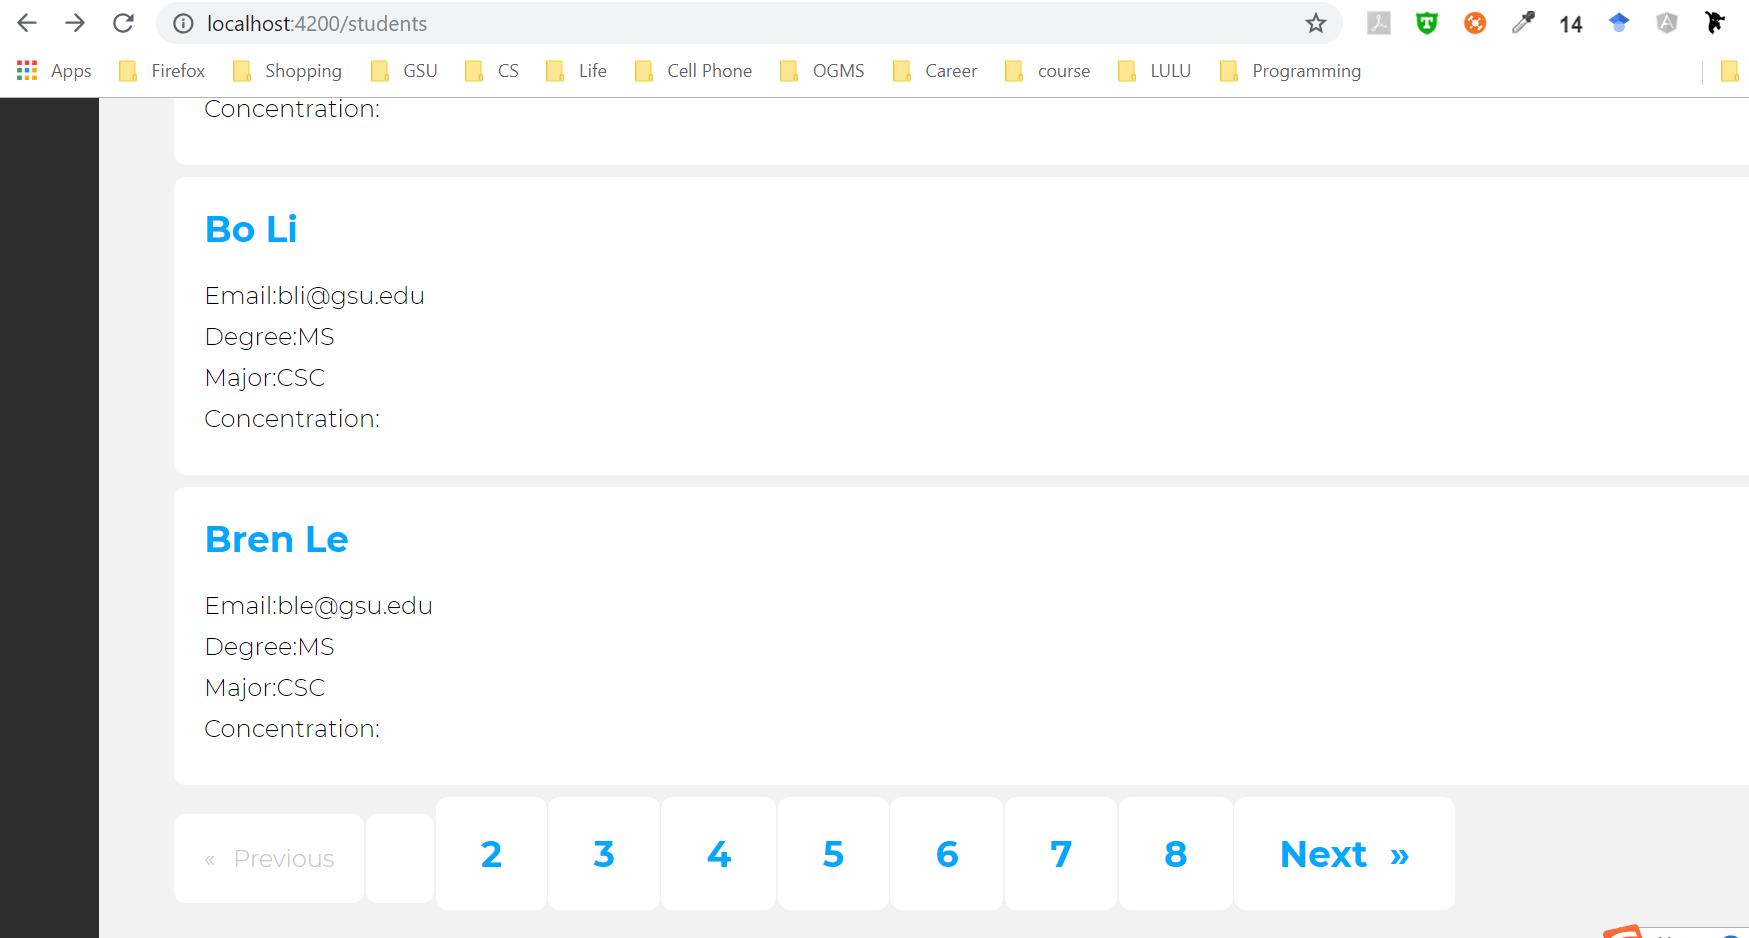 localhost:4200/students
14
Apps Firefox Shopping GSU CS Life Cell Phone OGMS Career course LULU Programming
Concentration:
Bo Li
Email:bli@gsu.edu
Degree:MS
Major:CSC
Concentration:
Bren Le
Email:ble@gsu.edu
Degree:MS
Major:CSC
Concentration:
« Previous 2 3 4 5 6 7 8 Next »